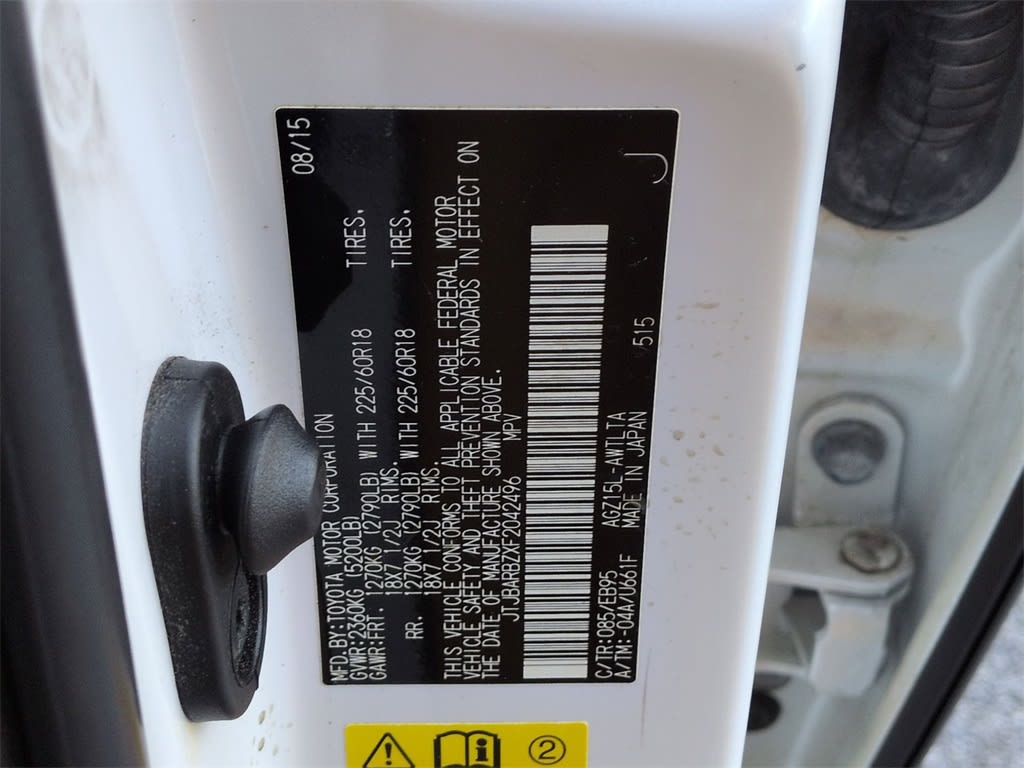 MFD.BY:TOYOTA MOTOR CORPORATION 08/15
GVWR:2360KG (5200LB)
GAWR:FRT. 1270KG (2790LB) WITH 225/60R18 TIRES.
18X7 1/2J RIMS.
RR. 1270KG (2790LB) WITH 225/60R18 TIRES.
18X7 1/2J RIMS.
THIS VEHICLE CONFORMS TO ALL APPLICABLE FEDERAL MOTOR
VEHICLE SAFETY AND THEFT PREVENTION STANDARDS IN EFFECT ON
THE DATE OF MANUFACTURE SHOWN ABOVE.
JTJBARBZXF2042496 MPV
C/TR:085/EB95 AGZ15L-AWTLTA
A/TM:-04A/U661F MADE IN JAPAN 515 J
i 2